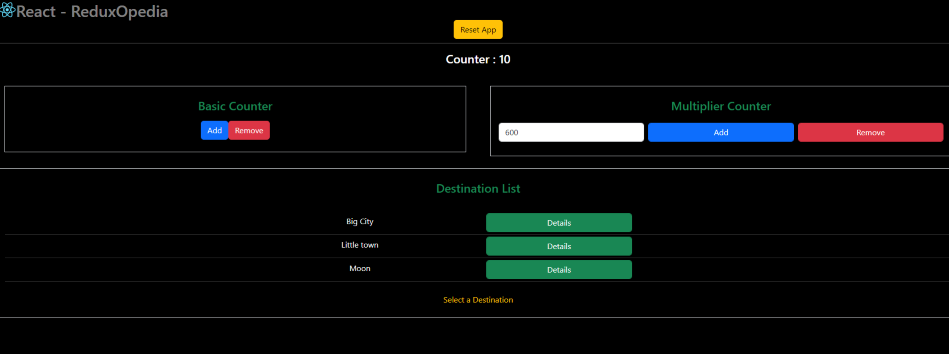 React - ReduxOpedia
Reset App
Counter : 10
Basic Counter
Add Remove
Multiplier Counter
600 Add Remove
Destination List
Big City Details
Little town Details
Moon Details
Select a Destination